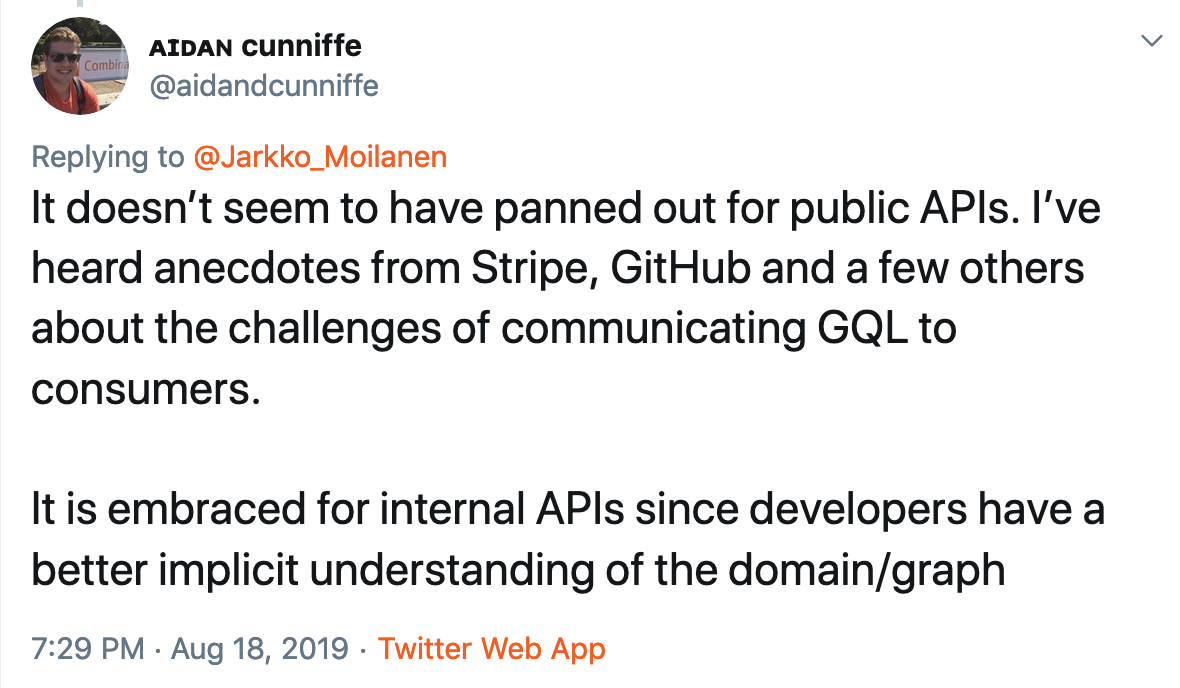 AIDAN cunniffe
@aidandcunniffe
Combina
Replying to @Jarkko_Moilanen
It doesn’t seem to have panned out for public APIs. I’ve
heard anecdotes from Stripe, GitHub and a few others
about the challenges of communicating GQL to
consumers.
It is embraced for internal APIs since developers have a
better implicit understanding of the domain/graph
7:29 PM · Aug 18, 2019 · Twitter Web App